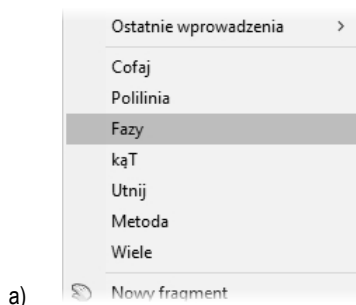 Ostatnie wprowadzenia >
Cofaj
Polilinia
Fazy
kąT
Utnij
Metoda
Wiele
a) Nowy fragment